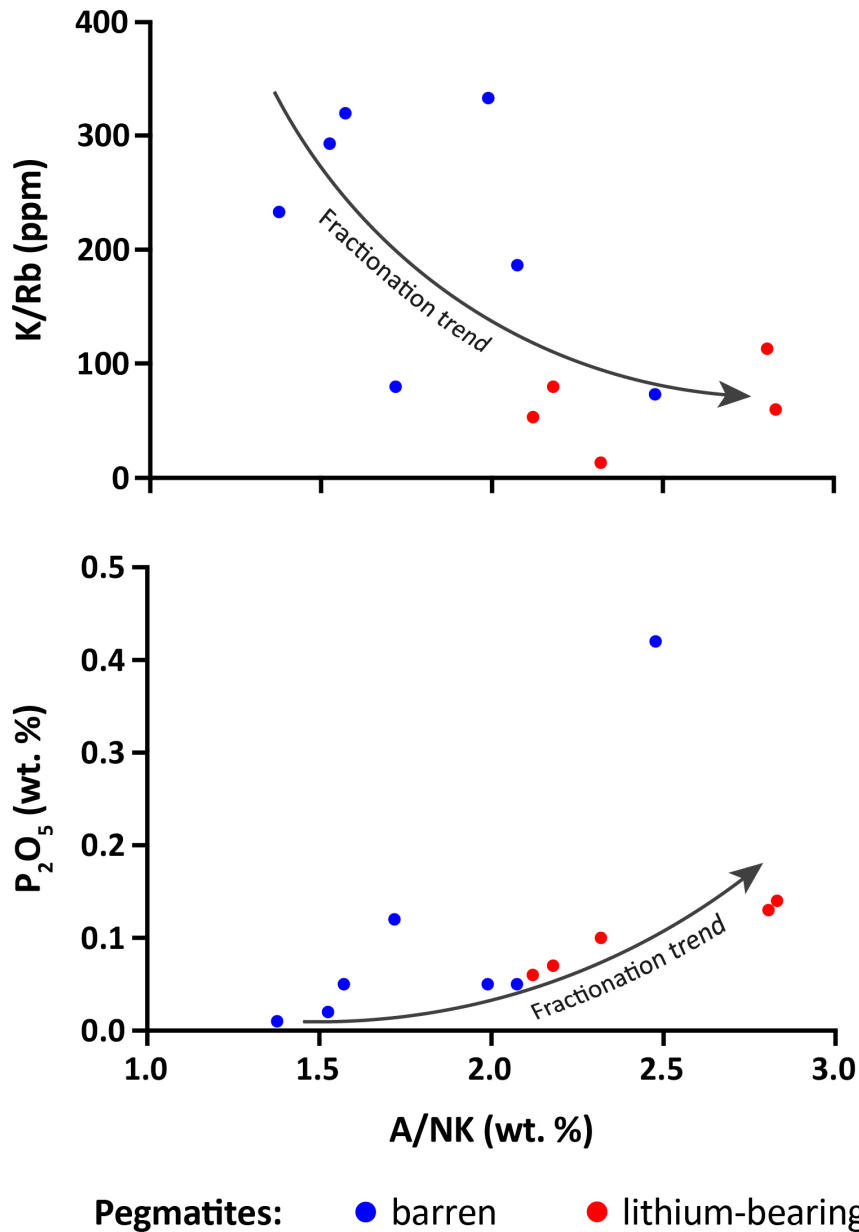 400
300
200
100
0
K/Rb (ppm)
Fractionation trend
0.5
0.4
0.3
0.2
0.1
0.0
P₂O₅ (wt. %)
Fractionation trend
1.0 1.5 2.0 2.5 3.0
A/NK (wt. %)
Pegmatites: barren lithium-bearing